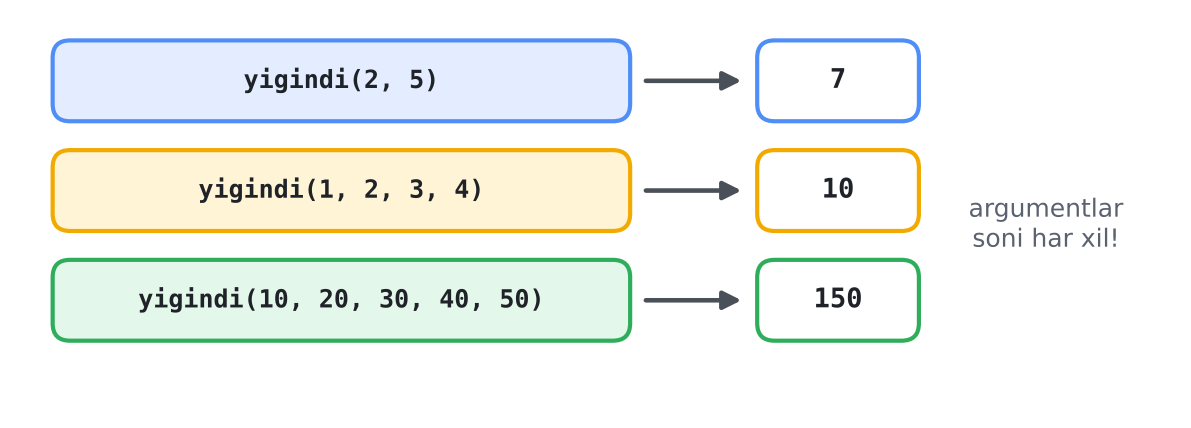 yigindi(2, 5)
7
yigindi(1, 2, 3, 4)
10
argumentlar
soni har xil!
yigindi(10, 20, 30, 40, 50)
150